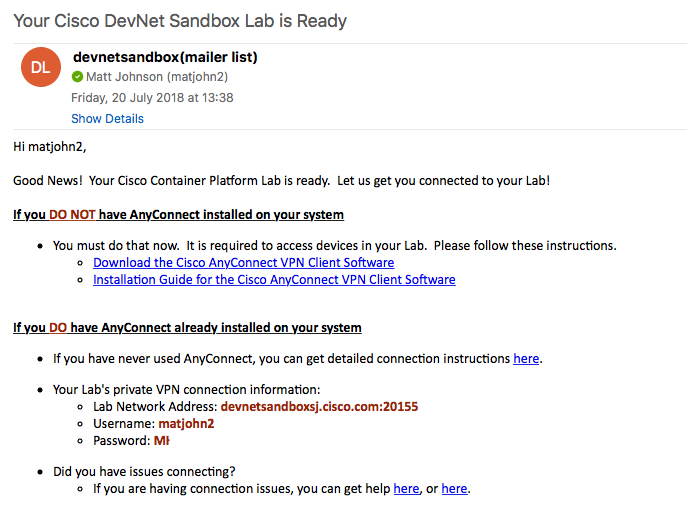 Your Cisco DevNet Sandbox Lab is Ready
DL
devnetsandbox(mailer list)
Matt Johnson (matjohn2)
Friday, 20 July 2018 at 13:38
Show Details
Hi matjohn2,
Good News!  Your Cisco Container Platform Lab is ready.  Let us get you connected to your Lab!
If you DO NOT have AnyConnect installed on your system
• You must do that now.  It is required to access devices in your Lab.  Please follow these instructions.
◦ Download the Cisco AnyConnect VPN Client Software
◦ Installation Guide for the Cisco AnyConnect VPN Client Software
If you DO have AnyConnect already installed on your system
• If you have never used AnyConnect, you can get detailed connection instructions here.
• Your Lab's private VPN connection information:
◦ Lab Network Address: devnetsandboxsj.cisco.com:20155
◦ Username: matjohn2
◦ Password:
• Did you have issues connecting?
◦ If you are having connection issues, you can get help here, or here.